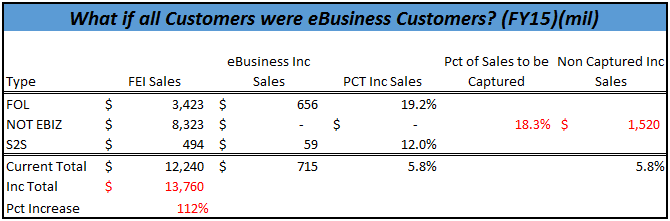 What if all Customers were eBusiness Customers? (FY15)(mil)
eBusiness Inc Pct of Sales to be Non Captured Inc
Type FEI Sales Sales PCT Inc Sales Captured Sales
FOL $ 3,423 $ 656 19.2%
NOT EBIZ $ 8,323 $ - $ - 18.3% $ 1,520
S2S $ 494 $ 59 12.0%
Current Total $ 12,240 $ 715 5.8% 5.8%
Inc Total $ 13,760
Pct Increase 112%